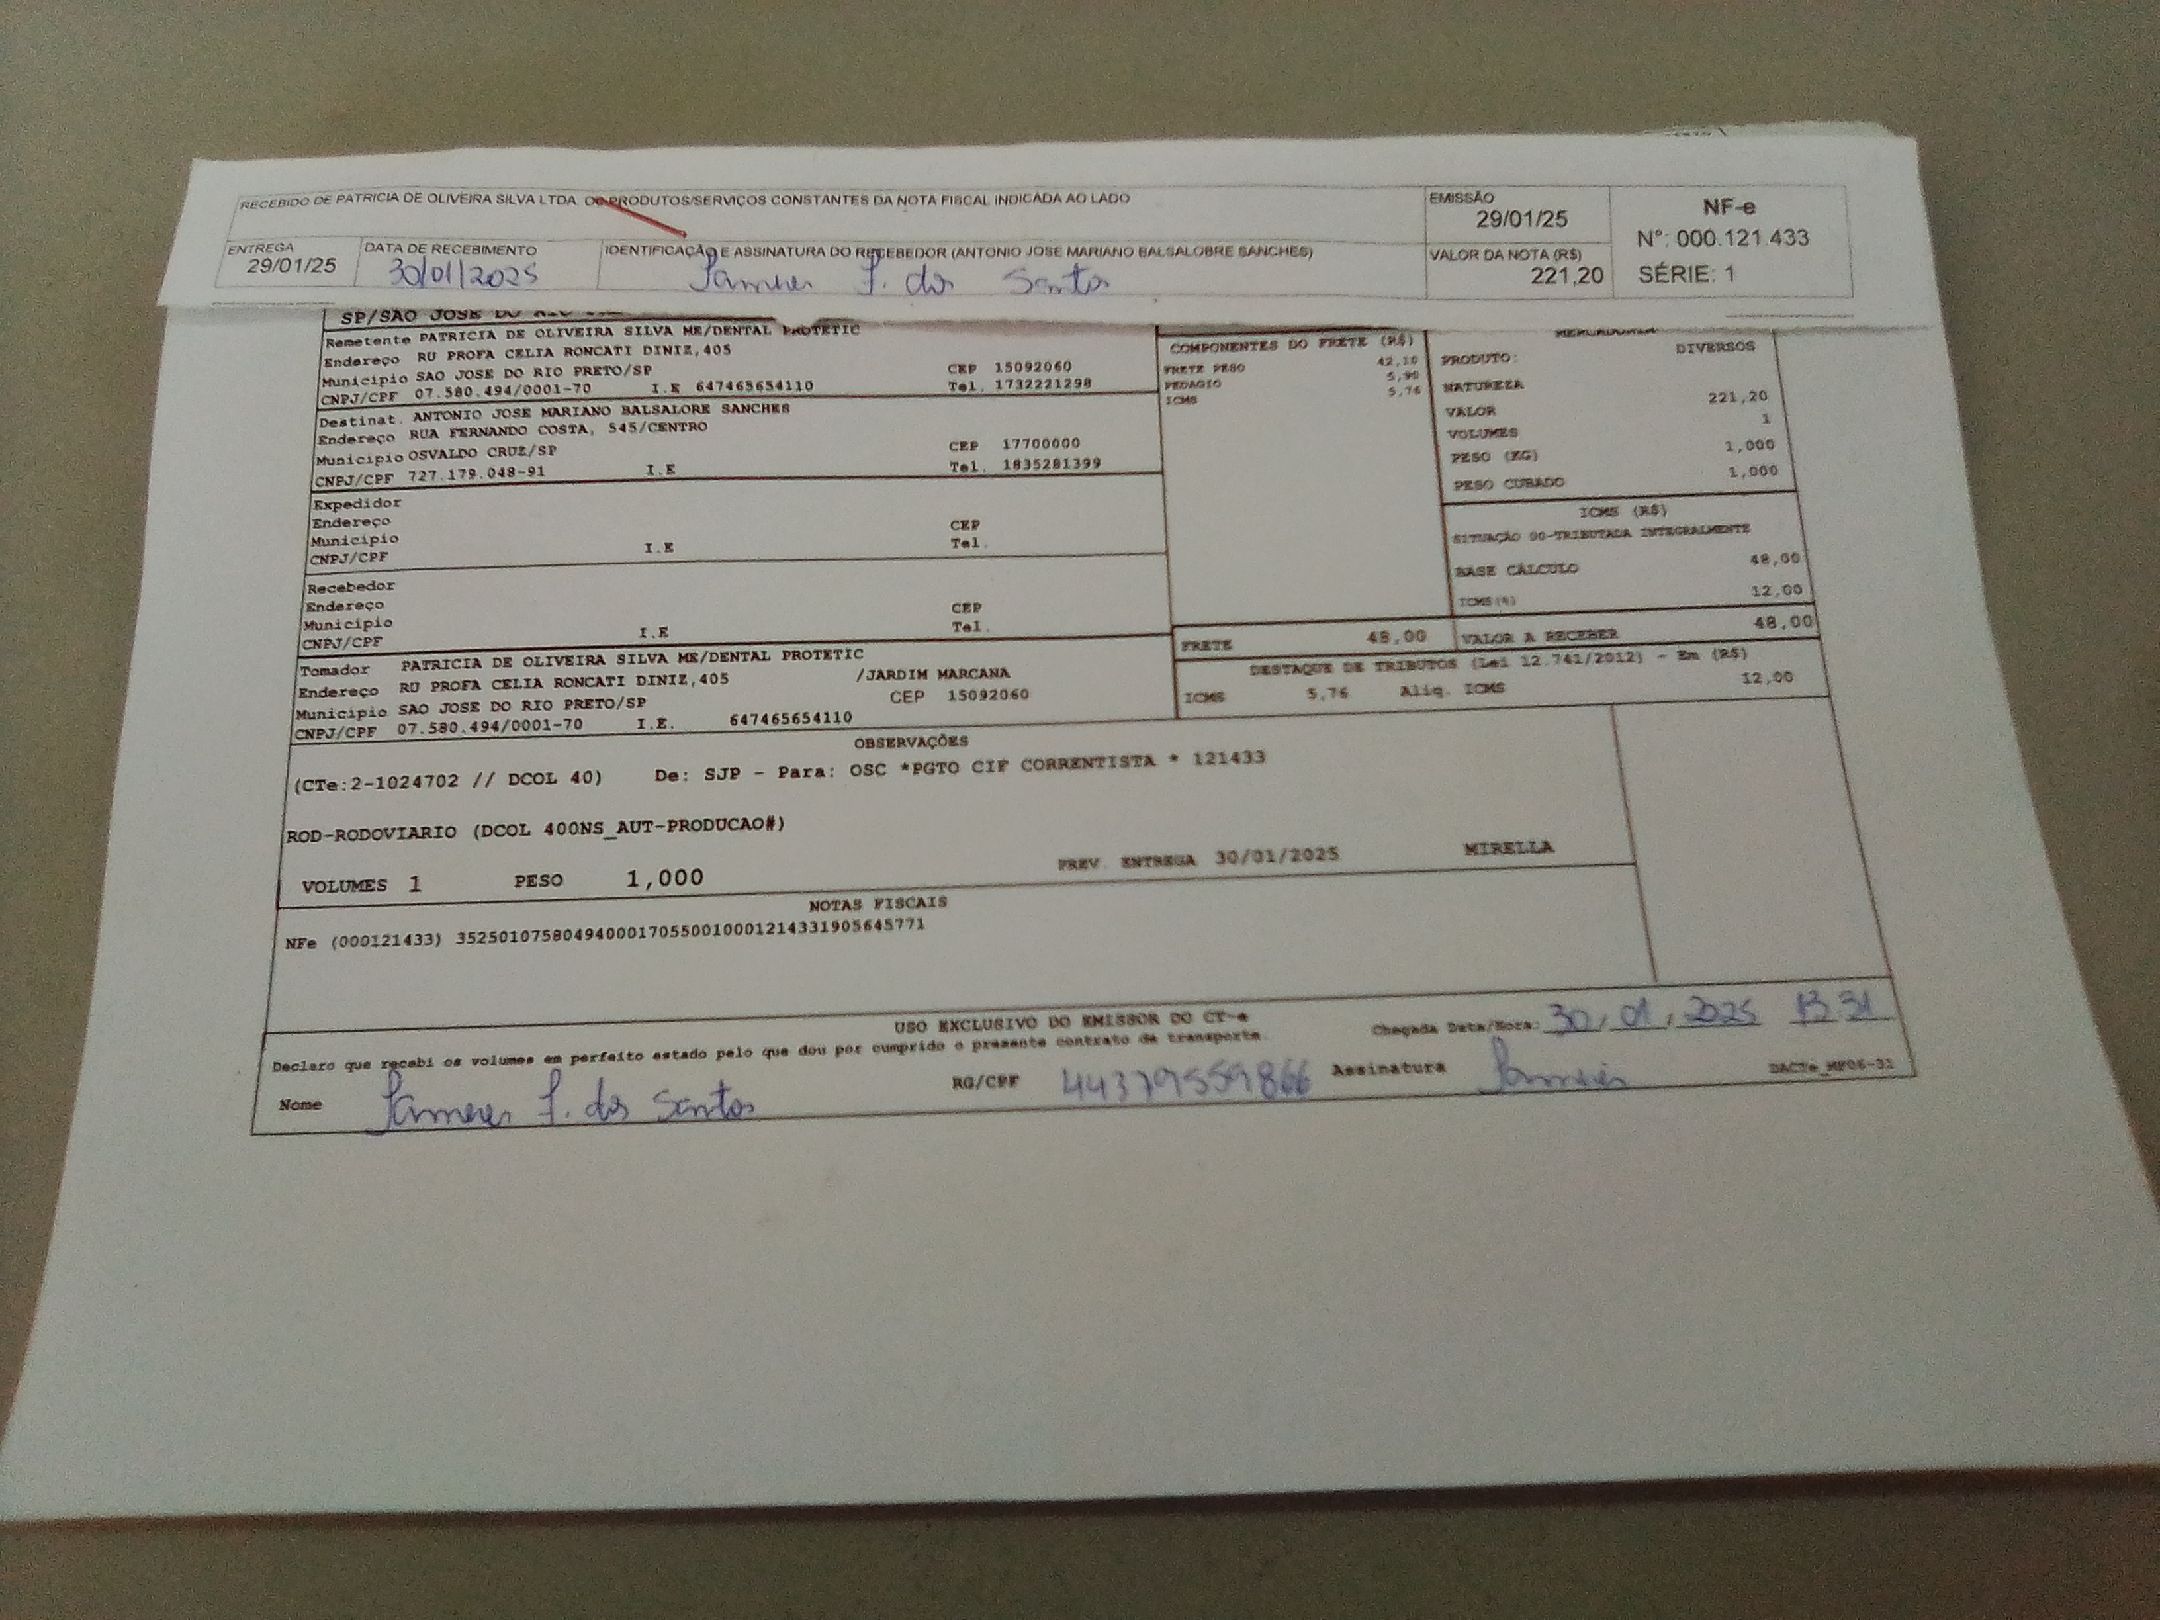 RECEBIDO DE PATRICIA DE OLIVEIRA SILVA LTDA OS PRODUTOS/SERVIÇOS CONSTANTES DA NOTA FISCAL INDICADA AO LADO
EMISSÃO
29/01/25
NF-e
N°: 000.121.433
SÉRIE: 1
ENTREGA
29/01/25
DATA DE RECEBIMENTO
30/01/2025
IDENTIFICAÇÃO E ASSINATURA DO RECEBEDOR (ANTONIO JOSE MARIANO BALSALOBRE SANCHES)
F. dos Santos
VALOR DA NOTA (R$)
221,20
SP/SAO JOSE DO RIO
Remetente PATRICIA DE OLIVEIRA SILVA ME/DENTAL PROTETIC
Endereço RU PROFA CELIA RONCATI DINIZ,405
Municipio SAO JOSE DO RIO PRETO/SP CEP 15092060
CNPJ/CPF 07.580.494/0001-70 I.E 647465654110 Tel. 1732221298
Destinat. ANTONIO JOSE MARIANO BALSALORE SANCHES
Endereço RUA FERNANDO COSTA, 545/CENTRO
Municipio OSVALDO CRUZ/SP CEP 17700000
CNPJ/CPF 727.179.048-91 I.E Tel. 1835281399
Expedidor
Endereço
Municipio CEP
CNPJ/CPF I.E Tel.
Recebedor
Endereço
Municipio CEP
CNPJ/CPF I.E Tel.
Tomador PATRICIA DE OLIVEIRA SILVA ME/DENTAL PROTETIC
Endereço RU PROFA CELIA RONCATI DINIZ,405 /JARDIM MARCANA
Municipio SAO JOSE DO RIO PRETO/SP CEP 15092060
CNPJ/CPF 07.580.494/0001-70 I.E. 647465654110
COMPONENTES DO FRETE (R$)
FRETE PESO 42,10
PEDAGIO 5,90
ICMS 5,76
MERCADORIA
PRODUTO: DIVERSOS
NATUREZA
VALOR 221,20
VOLUMES 1
PESO (KG) 1,000
PESO CUBADO 1,000
ICMS (R$)
SITUAÇÃO 00-TRIBUTADA INTEGRALMENTE
BASE CÁLCULO 48,00
ICMS(%) 12,00
FRETE 48,00 VALOR A RECEBER 48,00
DESTAQUE DE TRIBUTOS (Lei 12.741/2012) - Em (R$)
ICMS 5,76 Aliq. ICMS 12,00
OBSERVAÇÕES
(CTe:2-1024702 // DCOL 40) De: SJP - Para: OSC *PGTO CIF CORRENTISTA * 121433
ROD-RODOVIARIO (DCOL 400NS_AUT-PRODUCAO#)
VOLUMES 1 PESO 1,000 PREV. ENTREGA 30/01/2025 MIRELLA
NOTAS FISCAIS
NFe (000121433) 35250107580494000170550010001214331905645771
USO EXCLUSIVO DO EMISSOR DO CT-e
Declaro que recebi os volumes em perfeito estado pelo que dou por cumprido o presente contrato de transporte.
Chegada Data/Hora: 30, 01, 2025 13 31
Nome F. dos Santos RG/CPF 44379559866 Assinatura
DACTe_MP06-32